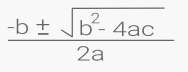 -b ± √b²- 4ac
2a